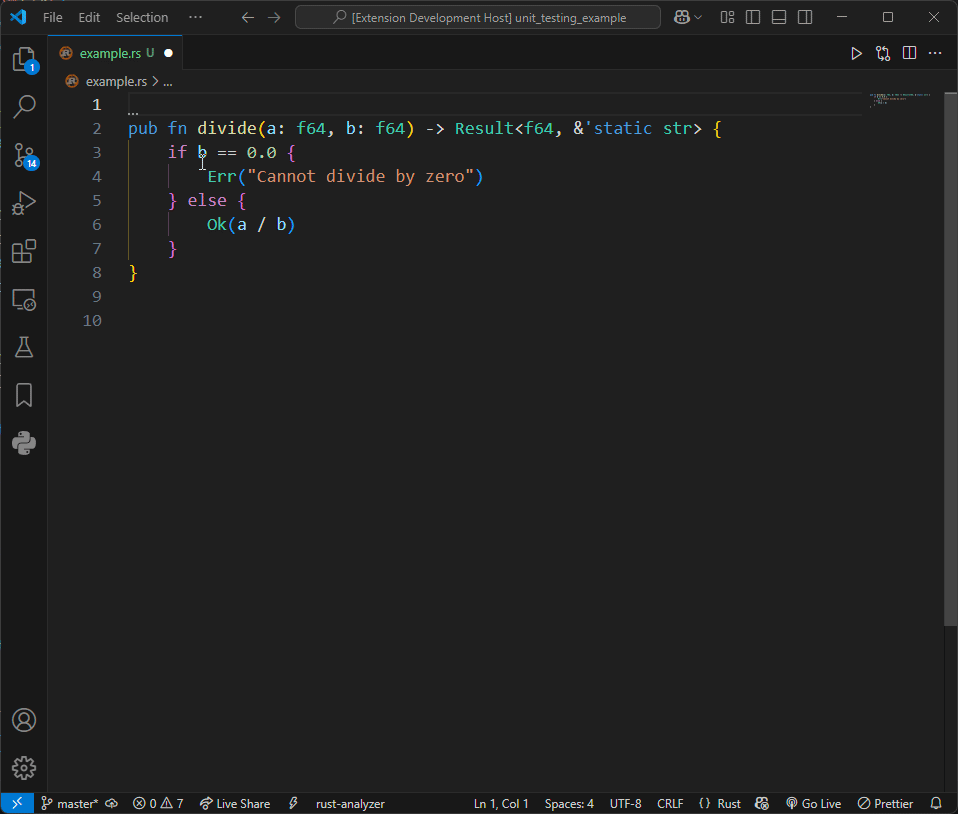 File Edit Selection ··· [Extension Development Host] unit_testing_example
example.rs U
example.rs > ...
1
2 pub fn divide(a: f64, b: f64) -> Result<f64, &'static str> {
3 if b == 0.0 {
4 Err("Cannot divide by zero")
5 } else {
6 Ok(a / b)
7 }
8 }
9
10
1
14
master* 0 7 Live Share rust-analyzer Ln 1, Col 1 Spaces: 4 UTF-8 CRLF {} Rust Go Live Prettier